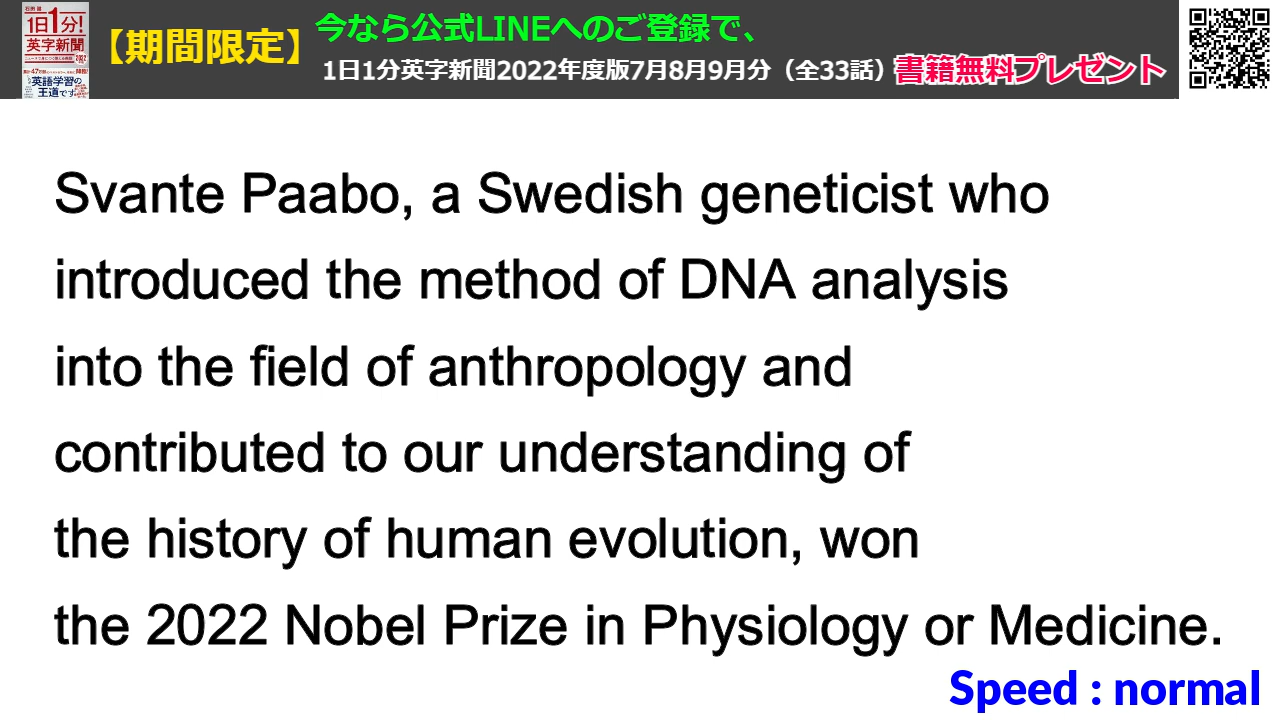 石田 健
1日1分!
英字新聞
2022
英語学習の
王道です
【期間限定】
今なら公式LINEへのご登録で、
1日1分英字新聞2022年度版7月8月9月分（全33話）書籍無料プレゼント
Svante Paabo, a Swedish geneticist who
introduced the method of DNA analysis
into the field of anthropology and
contributed to our understanding of
the history of human evolution, won
the 2022 Nobel Prize in Physiology or Medicine.
Speed : normal